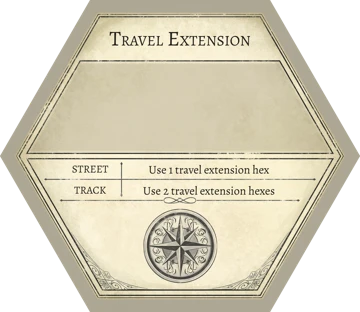 Travel Extension
STREET Use 1 travel extension hex
TRACK Use 2 travel extension hexes